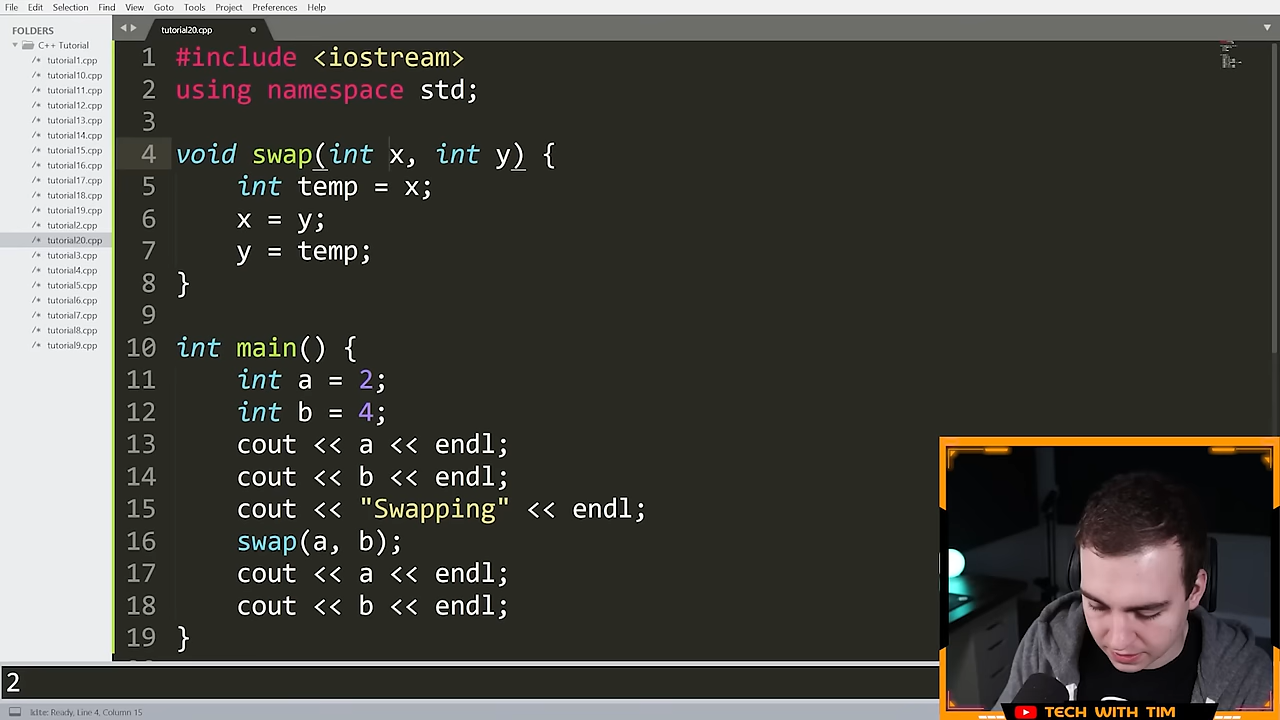 File Edit Selection Find View Goto Tools Project Preferences Help
FOLDERS
C++ Tutorial
tutorial1.cpp
tutorial10.cpp
tutorial11.cpp
tutorial12.cpp
tutorial13.cpp
tutorial14.cpp
tutorial15.cpp
tutorial16.cpp
tutorial17.cpp
tutorial18.cpp
tutorial19.cpp
tutorial2.cpp
tutorial20.cpp
tutorial3.cpp
tutorial4.cpp
tutorial5.cpp
tutorial6.cpp
tutorial7.cpp
tutorial8.cpp
tutorial9.cpp
tutorial20.cpp
1 #include <iostream>
2 using namespace std;
3
4 void swap(int x, int y) {
5     int temp = x;
6     x = y;
7     y = temp;
8 }
9
10 int main() {
11     int a = 2;
12     int b = 4;
13     cout << a << endl;
14     cout << b << endl;
15     cout << "Swapping" << endl;
16     swap(a, b);
17     cout << a << endl;
18     cout << b << endl;
19 }
2
Ready, Line 4, Column 15
TECH WITH TIM